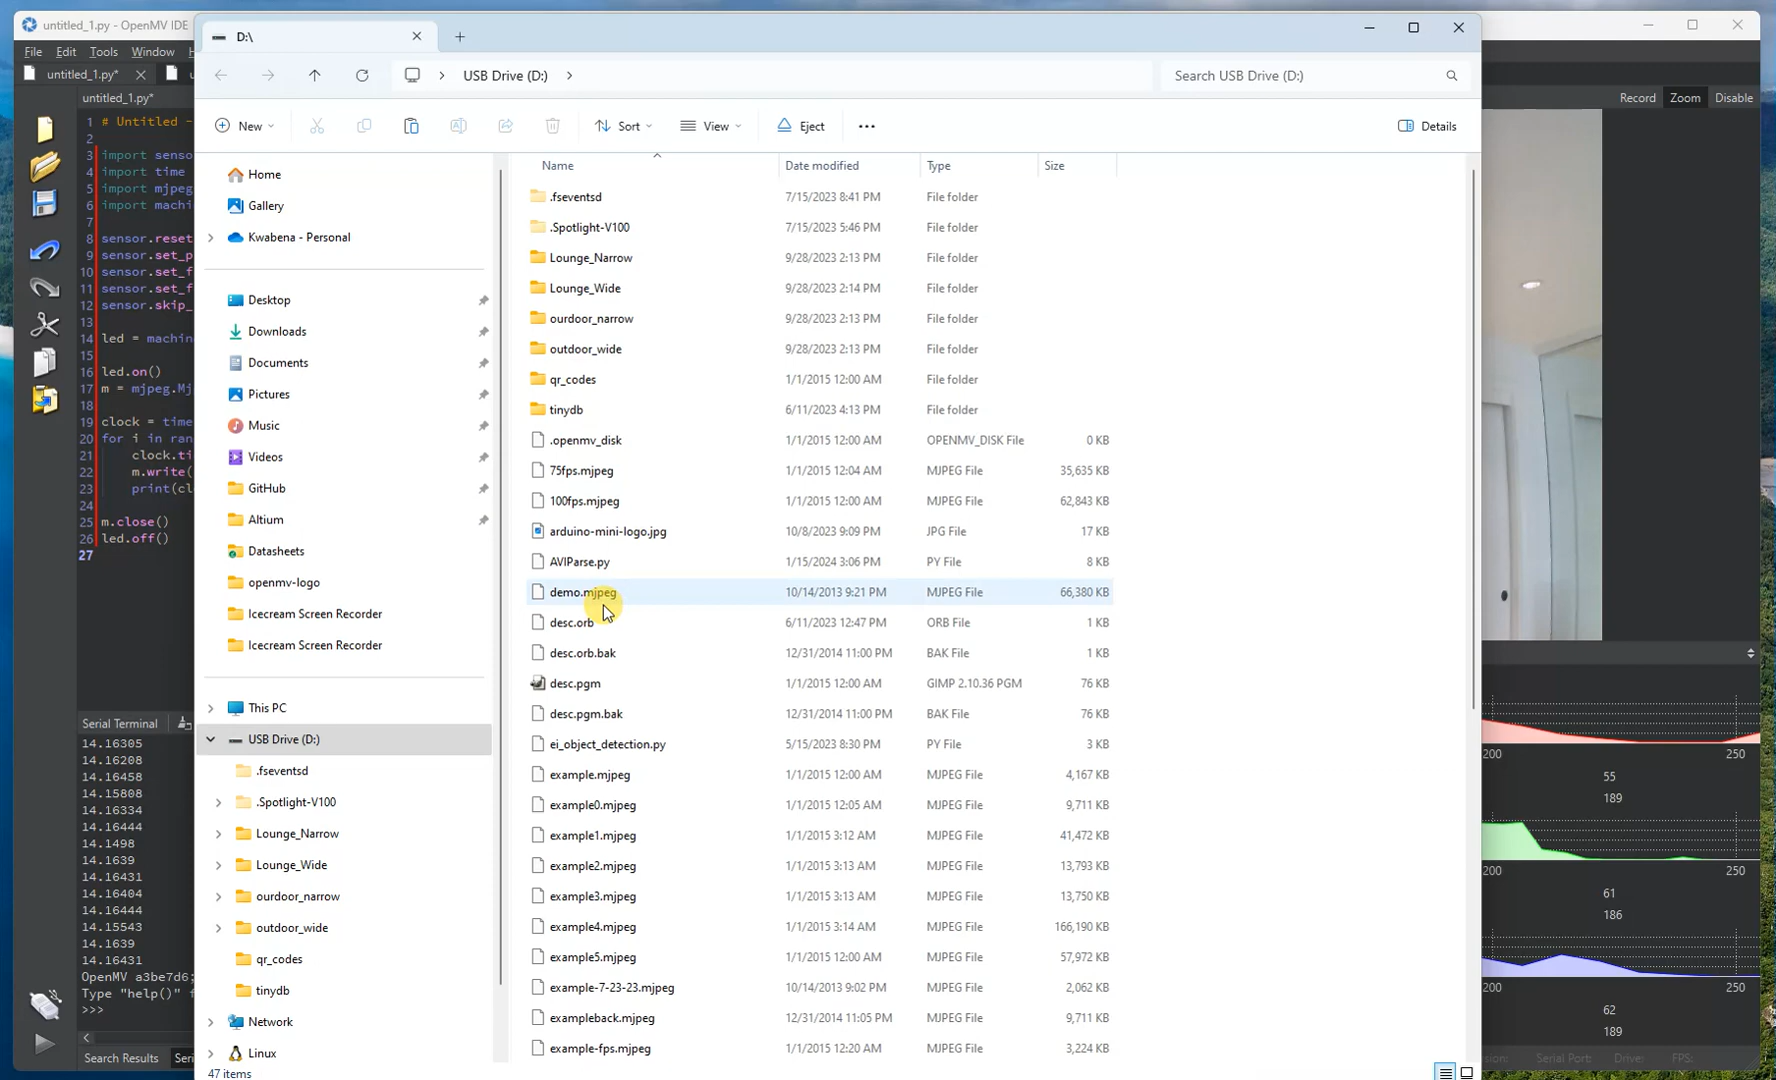 untitled_1.py - OpenMV IDE
File Edit Tools Window
untitled_1.py*
untitled_1.py*
1 # Untitled -
2
3 import senso
4 import time
5 import mjpeg
6 import machi
7
8 sensor.reset
9 sensor.set_p
10 sensor.set_f
11 sensor.set_f
12 sensor.skip_
13
14 led = machin
15
16 led.on()
17 m = mjpeg.Mj
18
19 clock = time
20 for i in ran
21 clock.ti
22 m.write(
23 print(cl
24
25 m.close()
26 led.off()
27
Serial Terminal
14.16305
14.16208
14.16458
14.15808
14.16334
14.16444
14.1498
14.1639
14.16431
14.16404
14.16444
14.15543
14.1639
14.16431
OpenMV a3be7d6;
Type "help()" f
>>>
Search Results Seri
D:\
USB Drive (D:)
Search USB Drive (D:)
New Sort View Eject Details
Home
Gallery
Kwabena - Personal
Desktop
Downloads
Documents
Pictures
Music
Videos
GitHub
Altium
Datasheets
openmv-logo
Icecream Screen Recorder
Icecream Screen Recorder
This PC
USB Drive (D:)
.fseventsd
.Spotlight-V100
Lounge_Narrow
Lounge_Wide
ourdoor_narrow
outdoor_wide
qr_codes
tinydb
Network
Linux
47 items
Name Date modified Type Size
.fseventsd 7/15/2023 8:41 PM File folder
.Spotlight-V100 7/15/2023 5:46 PM File folder
Lounge_Narrow 9/28/2023 2:13 PM File folder
Lounge_Wide 9/28/2023 2:14 PM File folder
ourdoor_narrow 9/28/2023 2:13 PM File folder
outdoor_wide 9/28/2023 2:13 PM File folder
qr_codes 1/1/2015 12:00 AM File folder
tinydb 6/11/2023 4:13 PM File folder
.openmv_disk 1/1/2015 12:00 AM OPENMV_DISK File 0 KB
75fps.mjpeg 1/1/2015 12:04 AM MJPEG File 35,635 KB
100fps.mjpeg 1/1/2015 12:00 AM MJPEG File 62,843 KB
arduino-mini-logo.jpg 10/8/2023 9:09 PM JPG File 17 KB
AVIParse.py 1/15/2024 3:06 PM PY File 8 KB
demo.mjpeg 10/14/2013 9:21 PM MJPEG File 66,380 KB
desc.orb 6/11/2023 12:47 PM ORB File 1 KB
desc.orb.bak 12/31/2014 11:00 PM BAK File 1 KB
desc.pgm 1/1/2015 12:00 AM GIMP 2.10.36 PGM 76 KB
desc.pgm.bak 12/31/2014 11:00 PM BAK File 76 KB
ei_object_detection.py 5/15/2023 8:30 PM PY File 3 KB
example.mjpeg 1/1/2015 12:00 AM MJPEG File 4,167 KB
example0.mjpeg 1/1/2015 12:05 AM MJPEG File 9,711 KB
example1.mjpeg 1/1/2015 3:12 AM MJPEG File 41,472 KB
example2.mjpeg 1/1/2015 3:13 AM MJPEG File 13,793 KB
example3.mjpeg 1/1/2015 3:13 AM MJPEG File 13,750 KB
example4.mjpeg 1/1/2015 3:14 AM MJPEG File 166,190 KB
example5.mjpeg 1/1/2015 12:00 AM MJPEG File 57,972 KB
example-7-23-23.mjpeg 10/14/2013 9:02 PM MJPEG File 2,062 KB
exampleback.mjpeg 12/31/2014 11:05 PM MJPEG File 9,711 KB
example-fps.mjpeg 1/1/2015 12:20 AM MJPEG File 3,224 KB
Record Zoom Disable
200 250
55
189
200 250
61
186
200 250
62
189
sion: Serial Port: Drive: FPS: